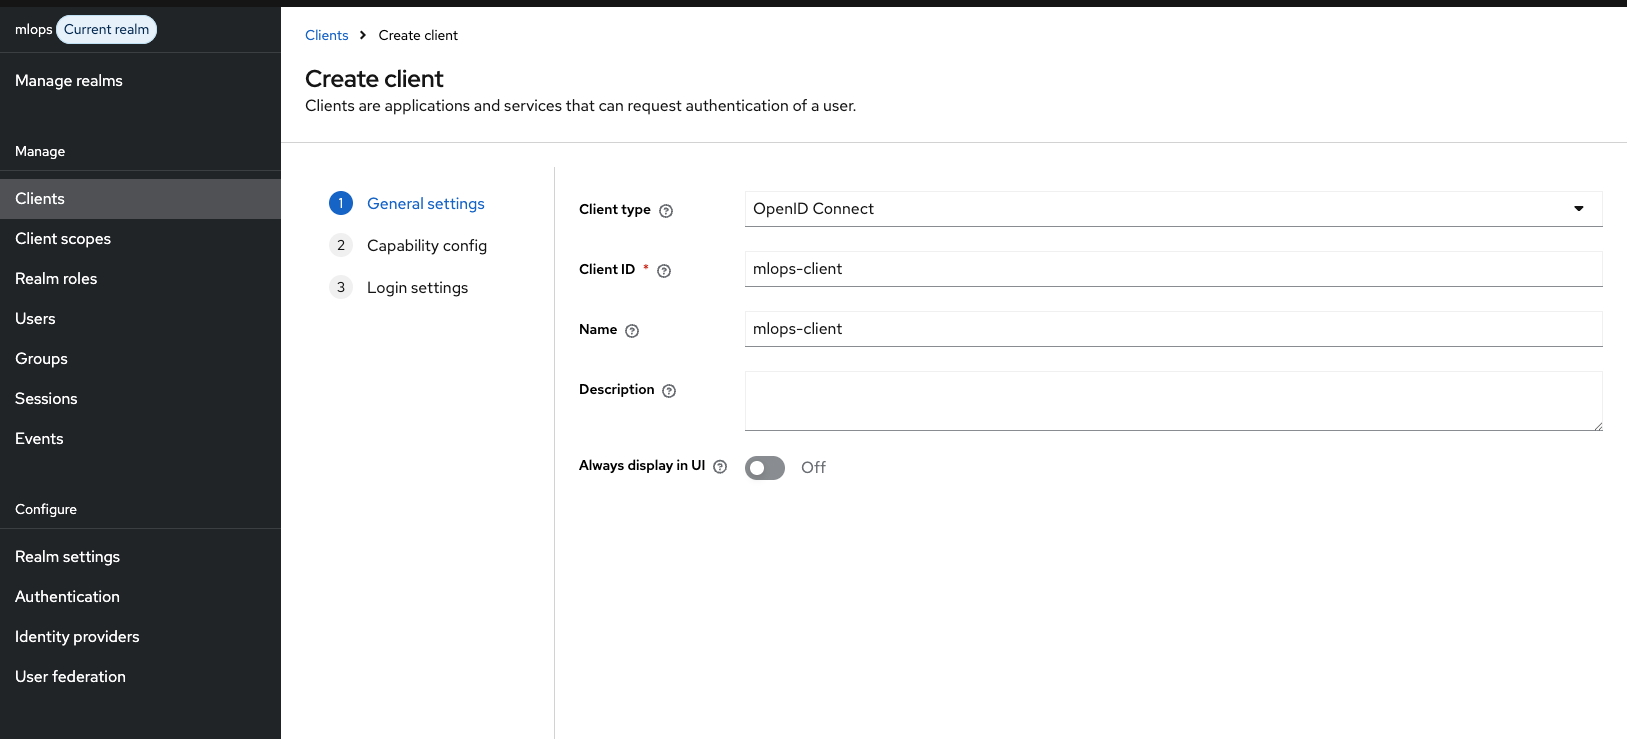 mlops Current realm
Manage realms
Manage
Clients
Client scopes
Realm roles
Users
Groups
Sessions
Events
Configure
Realm settings
Authentication
Identity providers
User federation
Clients > Create client
Create client
Clients are applications and services that can request authentication of a user.
1 General settings
2 Capability config
3 Login settings
Client type ? OpenID Connect
Client ID * ? mlops-client
Name ? mlops-client
Description ?
Always display in UI ? Off